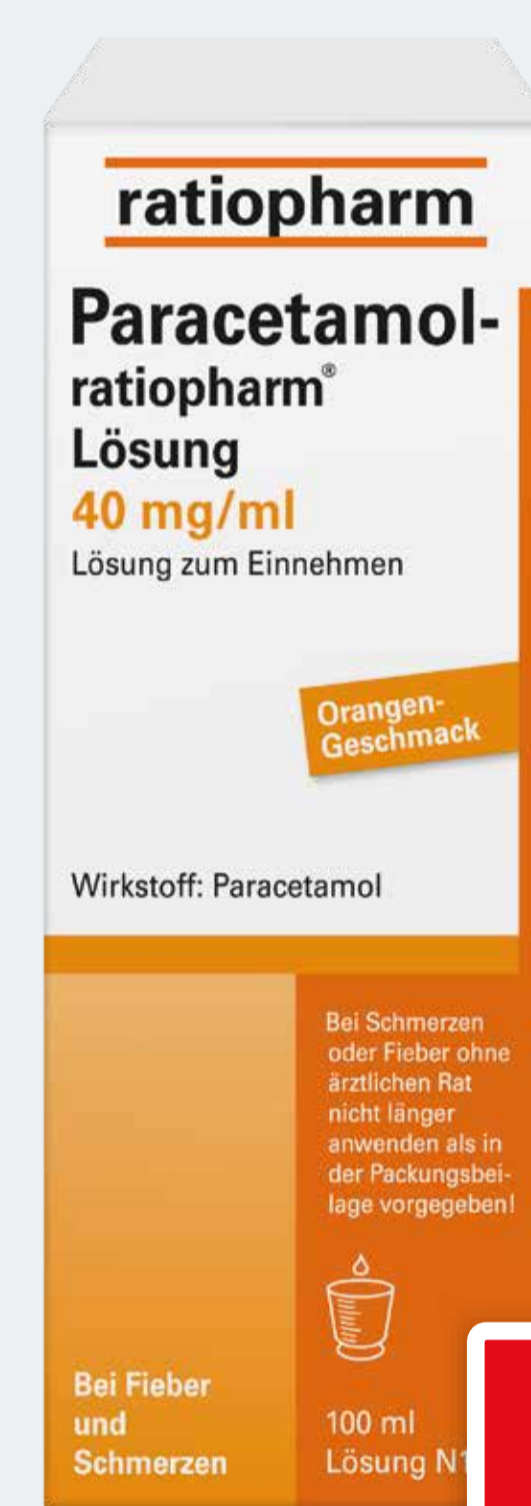 ratiopharm
Paracetamol-
ratiopharm®
Lösung
40 mg/ml
Lösung zum Einnehmen
Orangen-
Geschmack
Wirkstoff: Paracetamol
Bei Schmerzen
oder Fieber ohne
ärztlichen Rat
nicht länger
anwenden als in
der Packungsbei-
lage vorgegeben!
Bei Fieber
und
Schmerzen
100 ml
Lösung N1